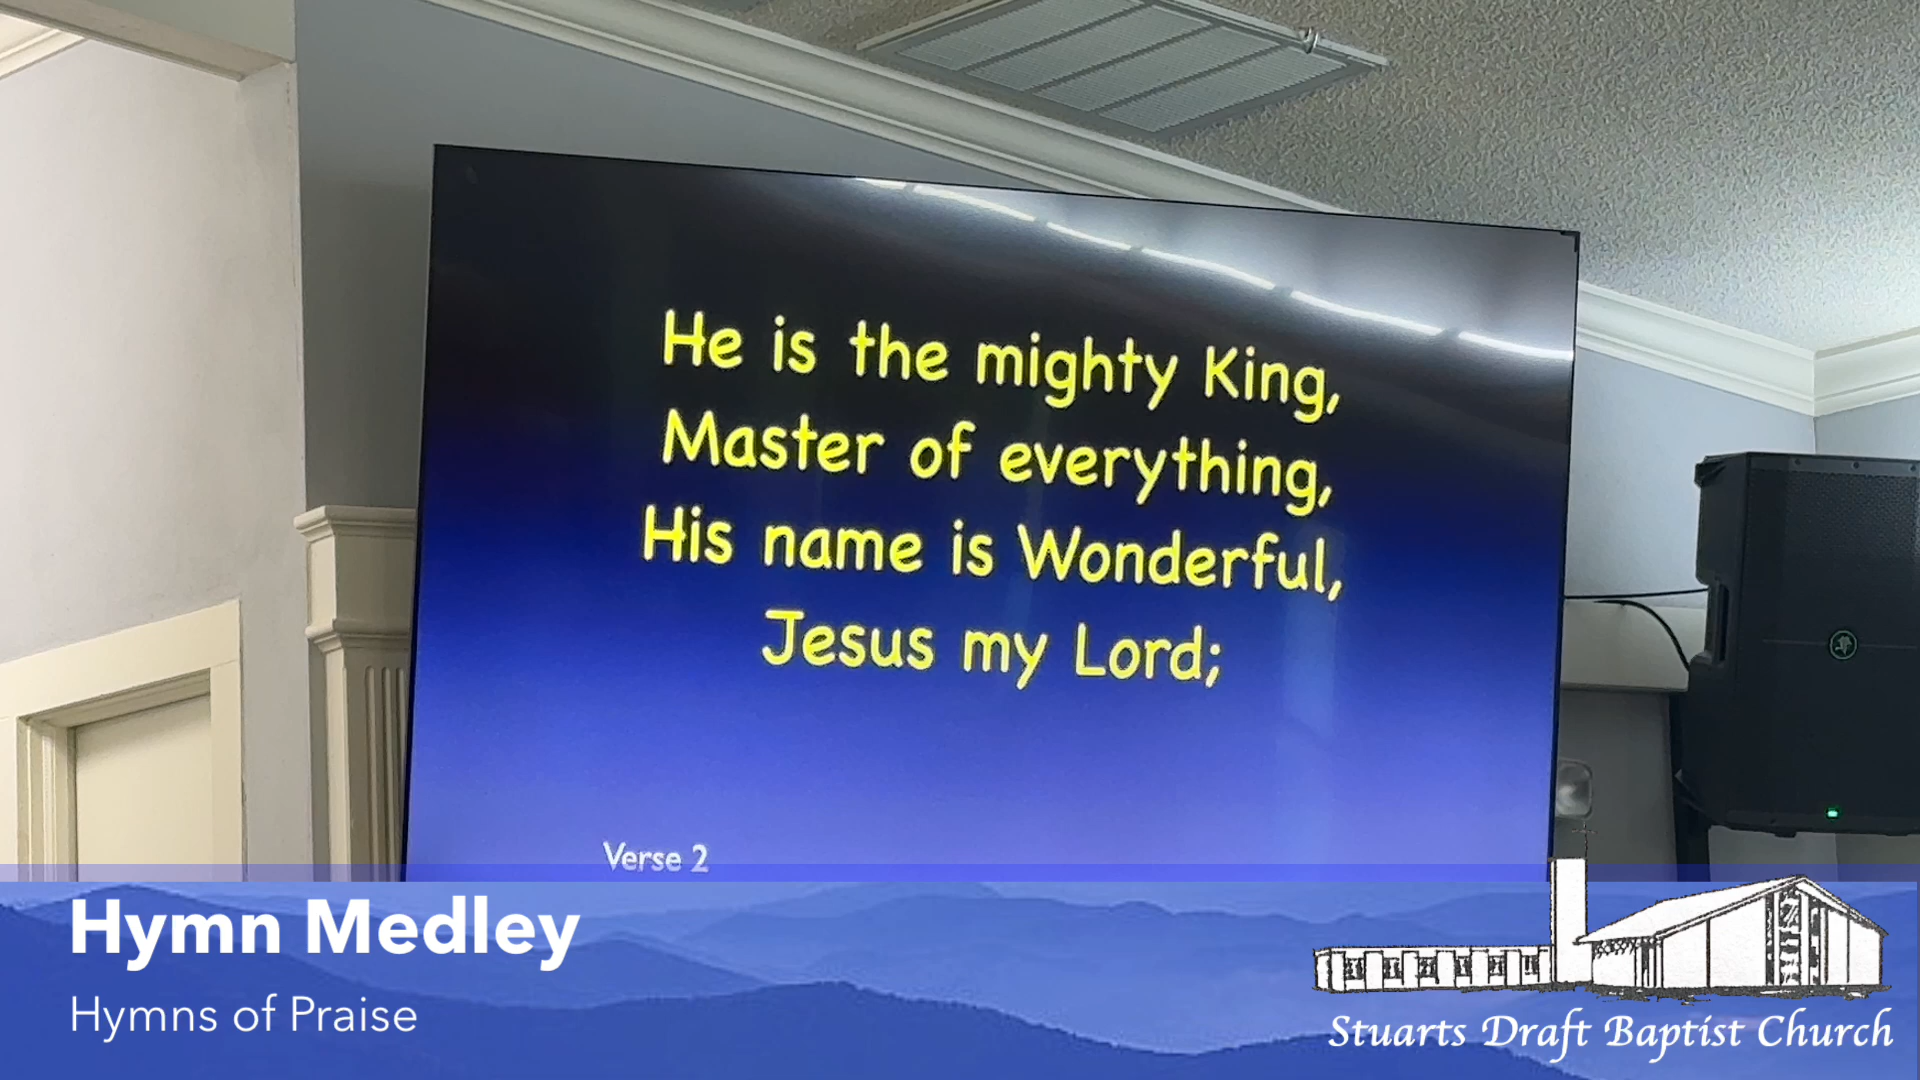 He is the mighty King,
Master of everything,
His name is Wonderful,
Jesus my Lord;
Verse 2
Hymn Medley
Hymns of Praise
Stuarts Draft Baptist Church